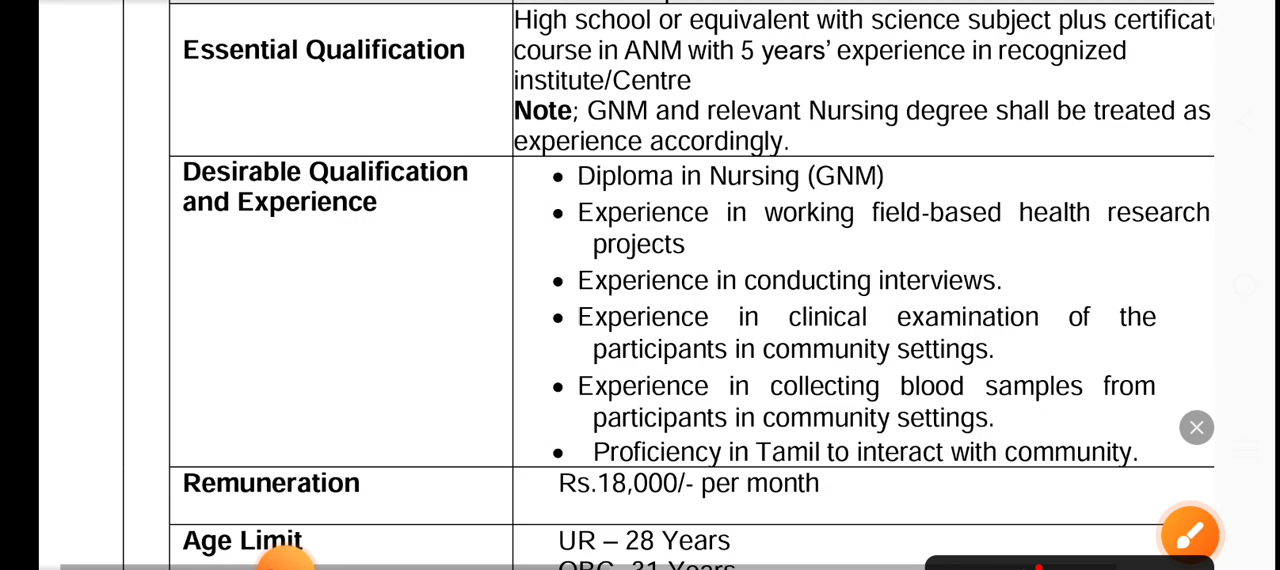 High school or equivalent with science subject plus certificat
Essential Qualification
course in ANM with 5 years’ experience in recognized
institute/Centre
Note; GNM and relevant Nursing degree shall be treated as
experience accordingly.
Desirable Qualification
and Experience
• Diploma in Nursing (GNM)
• Experience in working field-based health research
projects
• Experience in conducting interviews.
• Experience in clinical examination of the
participants in community settings.
• Experience in collecting blood samples from
participants in community settings.
• Proficiency in Tamil to interact with community.
Remuneration
Rs.18,000/- per month
Age Limit
UR – 28 Years